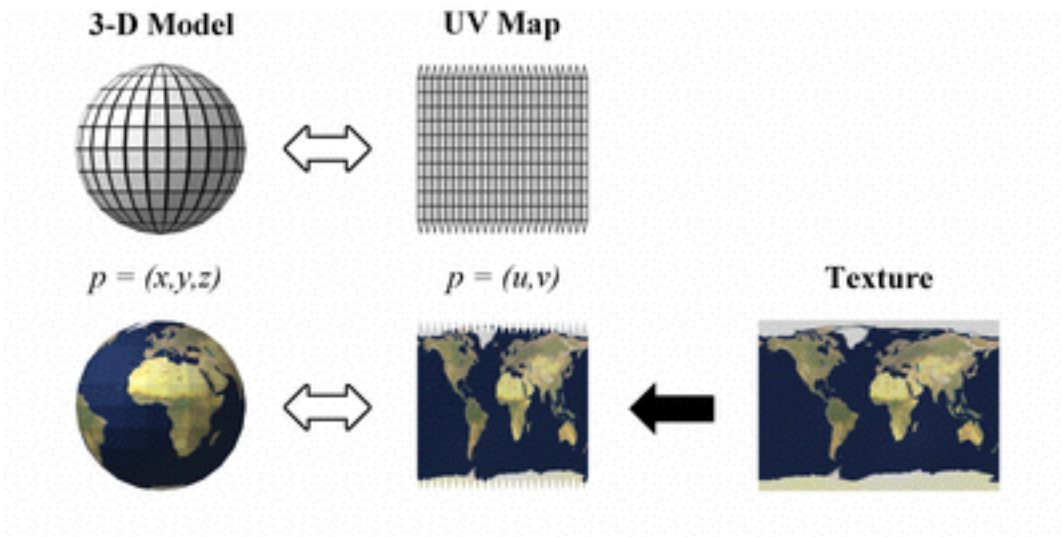 3-D Model
UV Map
p = (x,y,z)
p = (u,v)
Texture